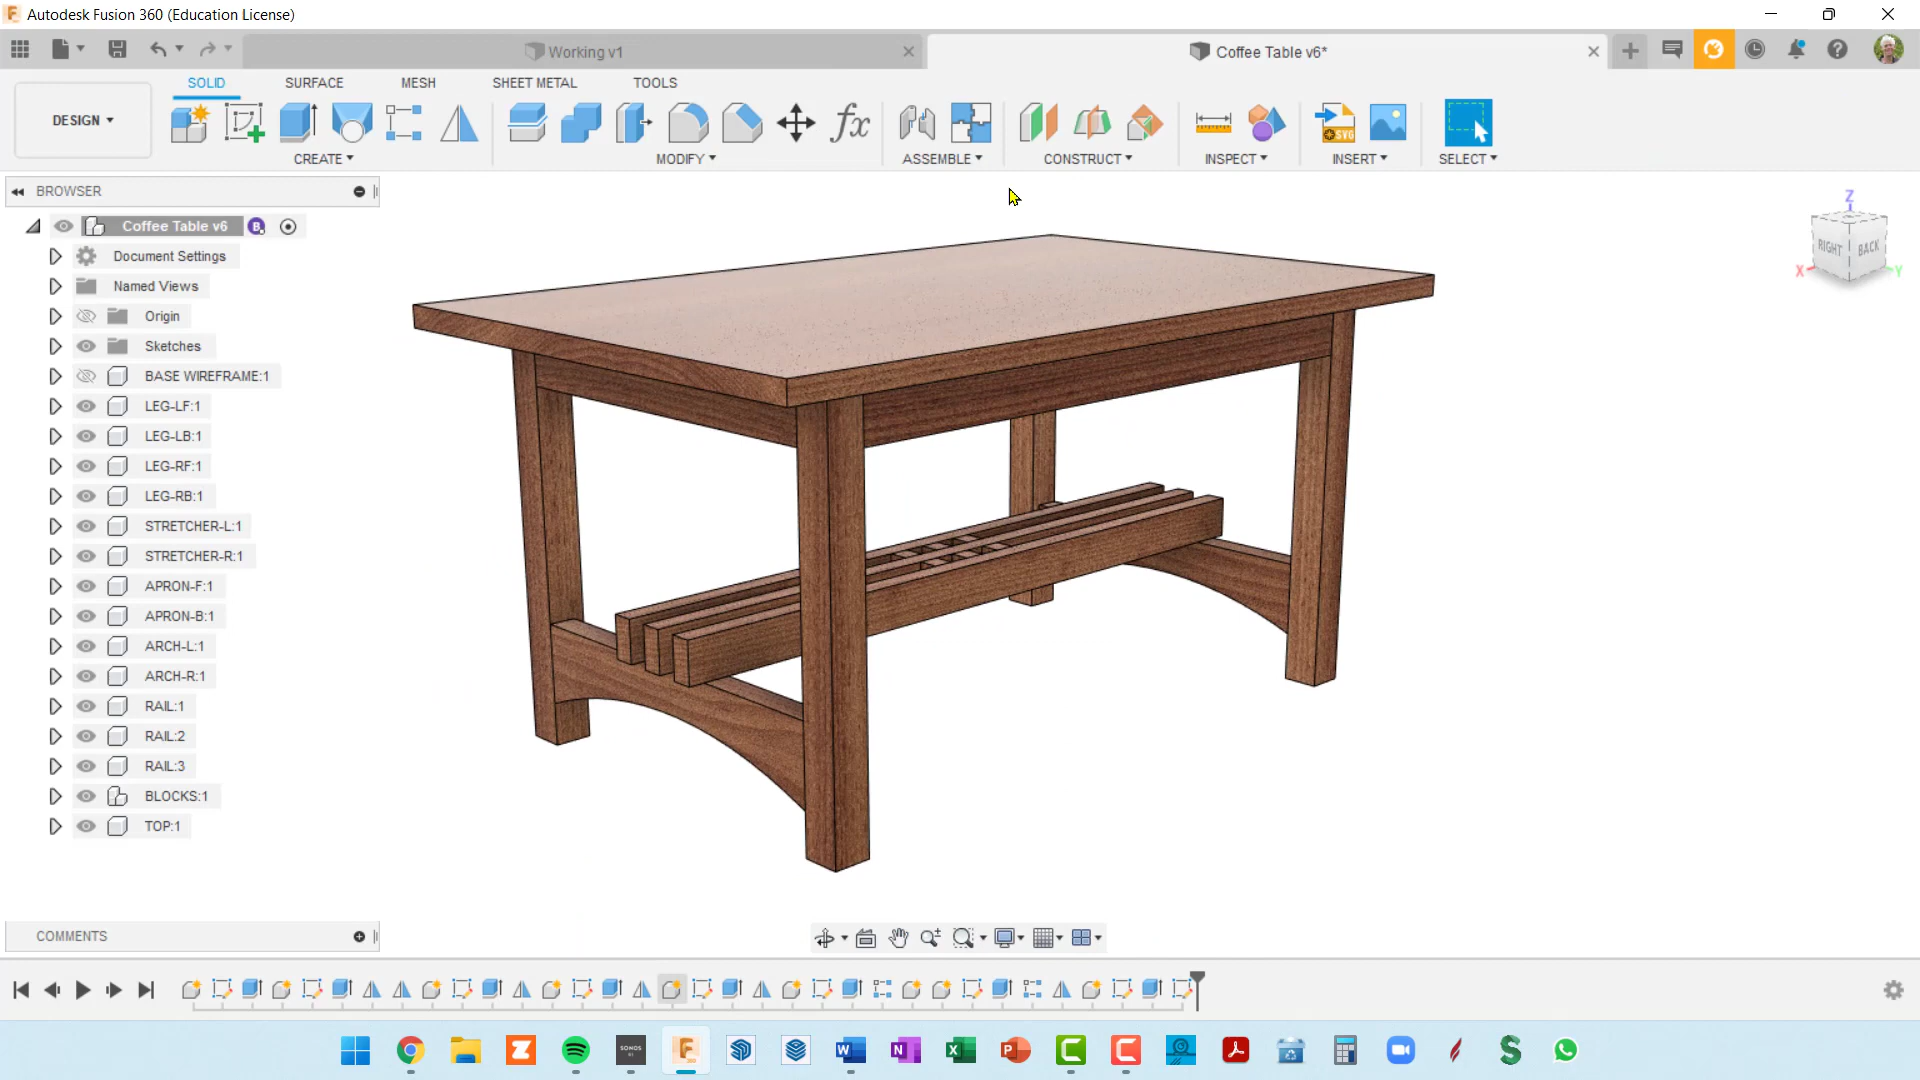 Autodesk Fusion 360 (Education License)
Working v1
Coffee Table v6*
SOLID
SURFACE
MESH
SHEET METAL
TOOLS
DESIGN
CREATE
MODIFY
ASSEMBLE
CONSTRUCT
INSPECT
INSERT
SELECT
fx
SVG
BROWSER
Coffee Table v6
B
Document Settings
Named Views
Origin
Sketches
BASE WIREFRAME:1
LEG-LF:1
LEG-LB:1
LEG-RF:1
LEG-RB:1
STRETCHER-L:1
STRETCHER-R:1
APRON-F:1
APRON-B:1
ARCH-L:1
ARCH-R:1
RAIL:1
RAIL:2
RAIL:3
BLOCKS:1
TOP:1
Z
RIGHT
BACK
X
Y
COMMENTS
SONOS